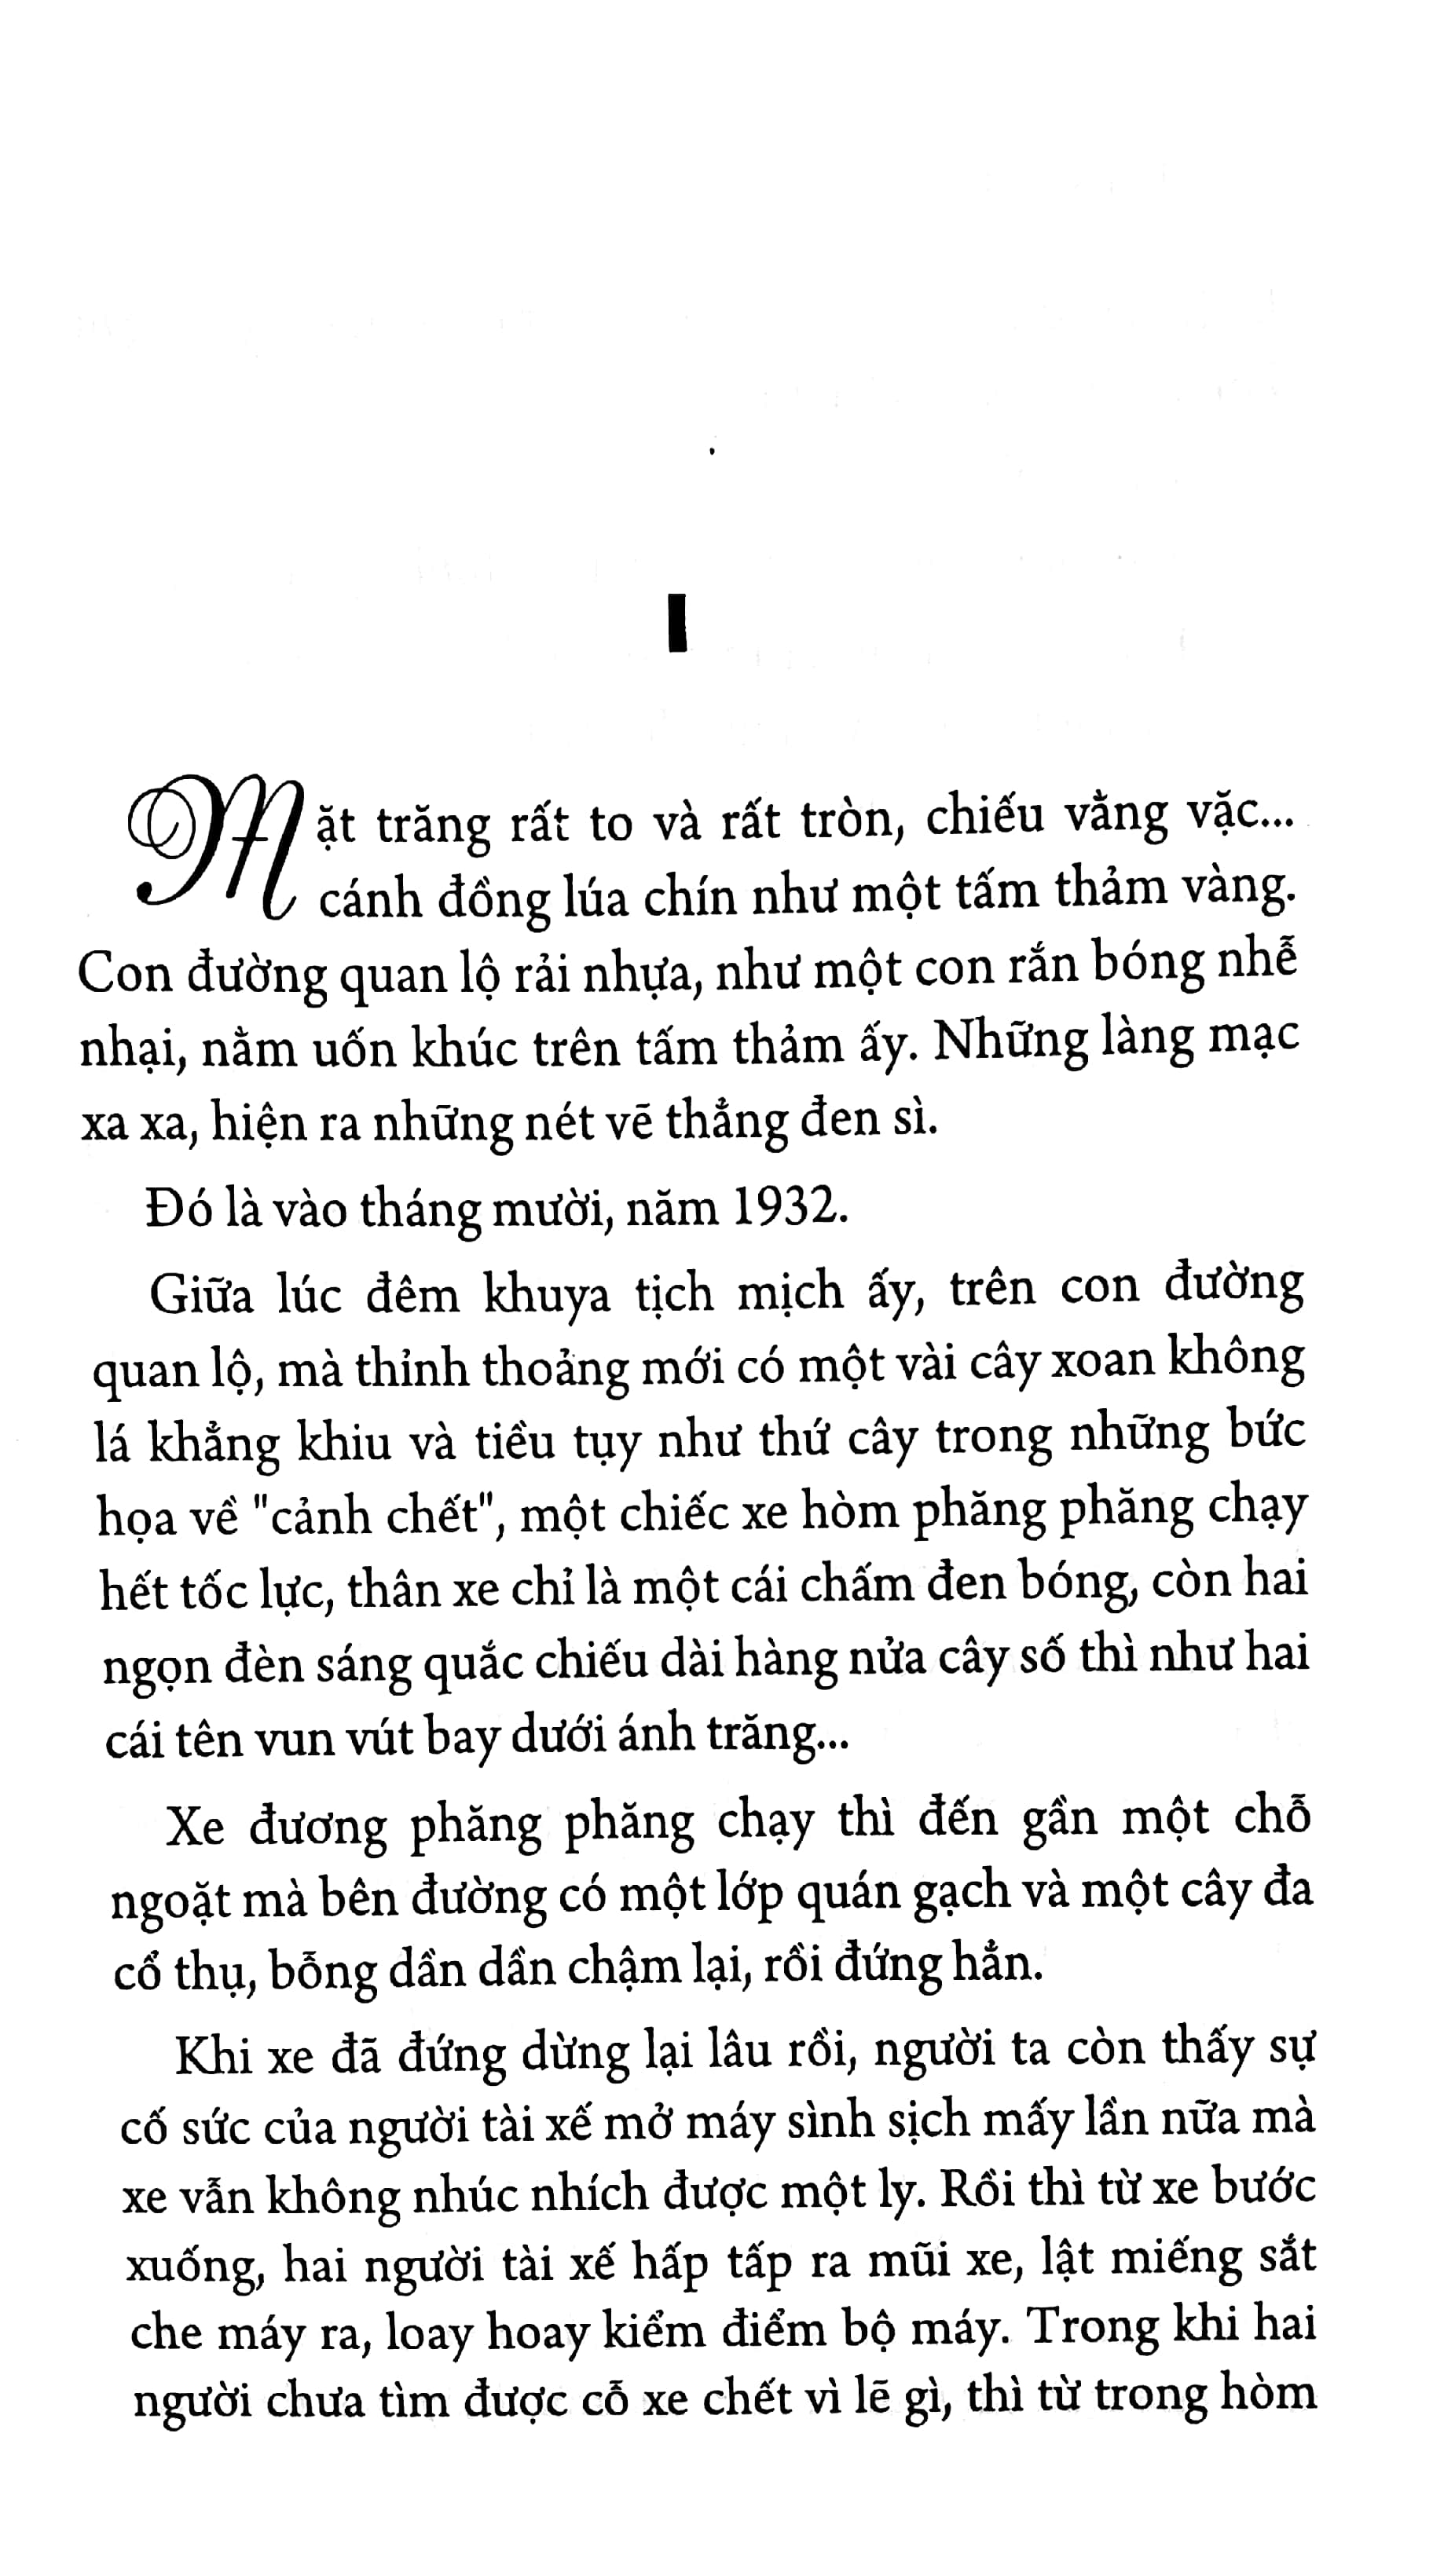 I
Mặt trăng rất to và rất tròn, chiếu vằng vặc...
cánh đồng lúa chín như một tấm thảm vàng.
Con đường quan lộ rải nhựa, như một con rắn bóng nhễ
nhại, nằm uốn khúc trên tấm thảm ấy. Những làng mạc
xa xa, hiện ra những nét vẽ thẳng đen sì.
Đó là vào tháng mười, năm 1932.
Giữa lúc đêm khuya tịch mịch ấy, trên con đường
quan lộ, mà thỉnh thoảng mới có một vài cây xoan không
lá khẳng khiu và tiều tụy như thứ cây trong những bức
họa về "cảnh chết", một chiếc xe hòm phăng phăng chạy
hết tốc lực, thân xe chỉ là một cái chấm đen bóng, còn hai
ngọn đèn sáng quắc chiếu dài hàng nửa cây số thì như hai
cái tên vun vút bay dưới ánh trăng...
Xe đương phăng phăng chạy thì đến gần một chỗ
ngoặt mà bên đường có một lớp quán gạch và một cây đa
cổ thụ, bỗng dần dần chậm lại, rồi đứng hẳn.
Khi xe đã đứng dừng lại lâu rồi, người ta còn thấy sự
cố sức của người tài xế mở máy sình sịch mấy lần nữa mà
xe vẫn không nhúc nhích được một ly. Rồi thì từ xe bước
xuống, hai người tài xế hấp tấp ra mũi xe, lật miếng sắt
che máy ra, loay hoay kiểm điểm bộ máy. Trong khi hai
người chưa tìm được cỗ xe chết vì lẽ gì, thì từ trong hòm